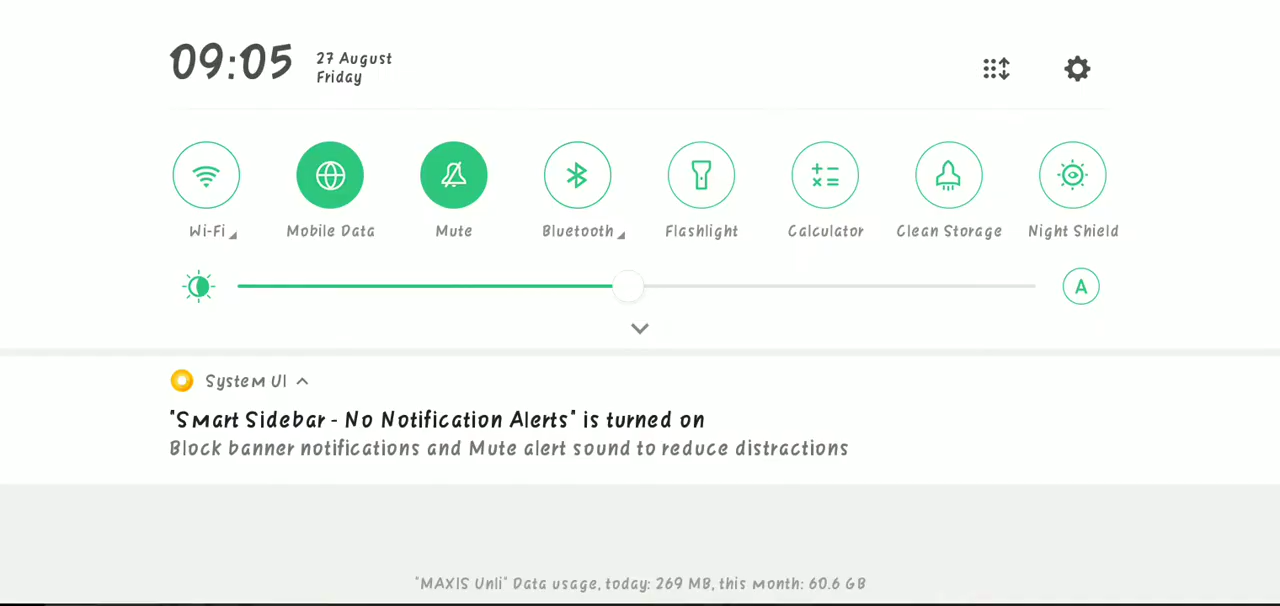 09:05
27 August
Friday
Wi-Fi
Mobile Data
Mute
Bluetooth
Flashlight
Calculator
Clean Storage
Night Shield
A
System UI
"Smart Sidebar - No Notification Alerts" is turned on
Block banner notifications and Mute alert sound to reduce distractions
"MAXIS Unli" Data usage, today: 269 MB, this month: 60.6 GB